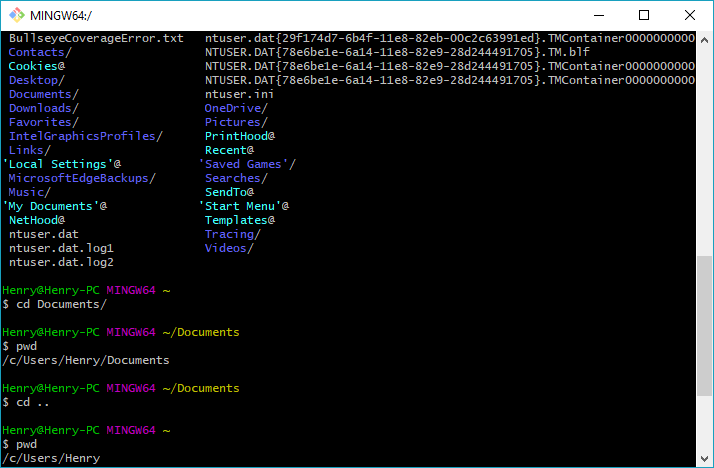 MINGW64:/
BullseyeCoverageError.txt ntuser.dat{29f174d7-6b4f-11e8-82eb-00c2c63991ed}.TMContainer0000000000
Contacts/ NTUSER.DAT{78e6be1e-6a14-11e8-82e9-28d244491705}.TM.blf
Cookies@ NTUSER.DAT{78e6be1e-6a14-11e8-82e9-28d244491705}.TMContainer0000000000
Desktop/ NTUSER.DAT{78e6be1e-6a14-11e8-82e9-28d244491705}.TMContainer0000000000
Documents/ ntuser.ini
Downloads/ OneDrive/
Favorites/ Pictures/
IntelGraphicsProfiles/ PrintHood@
Links/ Recent@
'Local Settings'@ 'Saved Games'/
MicrosoftEdgeBackups/ Searches/
Music/ SendTo@
'My Documents'@ 'Start Menu'@
NetHood@ Templates@
ntuser.dat Tracing/
ntuser.dat.log1 Videos/
ntuser.dat.log2
Henry@Henry-PC MINGW64 ~
$ cd Documents/
Henry@Henry-PC MINGW64 ~/Documents
$ pwd
/c/Users/Henry/Documents
Henry@Henry-PC MINGW64 ~/Documents
$ cd ..
Henry@Henry-PC MINGW64 ~
$ pwd
/c/Users/Henry